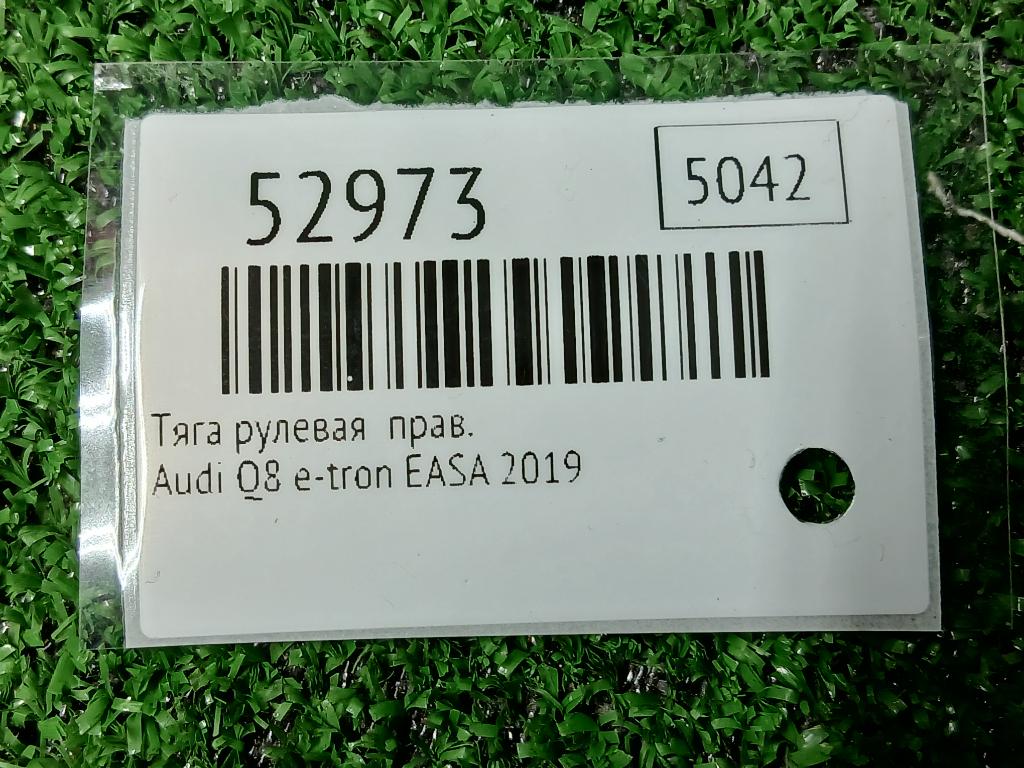 52973
5042
Тяга рулевая прав.
Audi Q8 e-tron EASA 2019